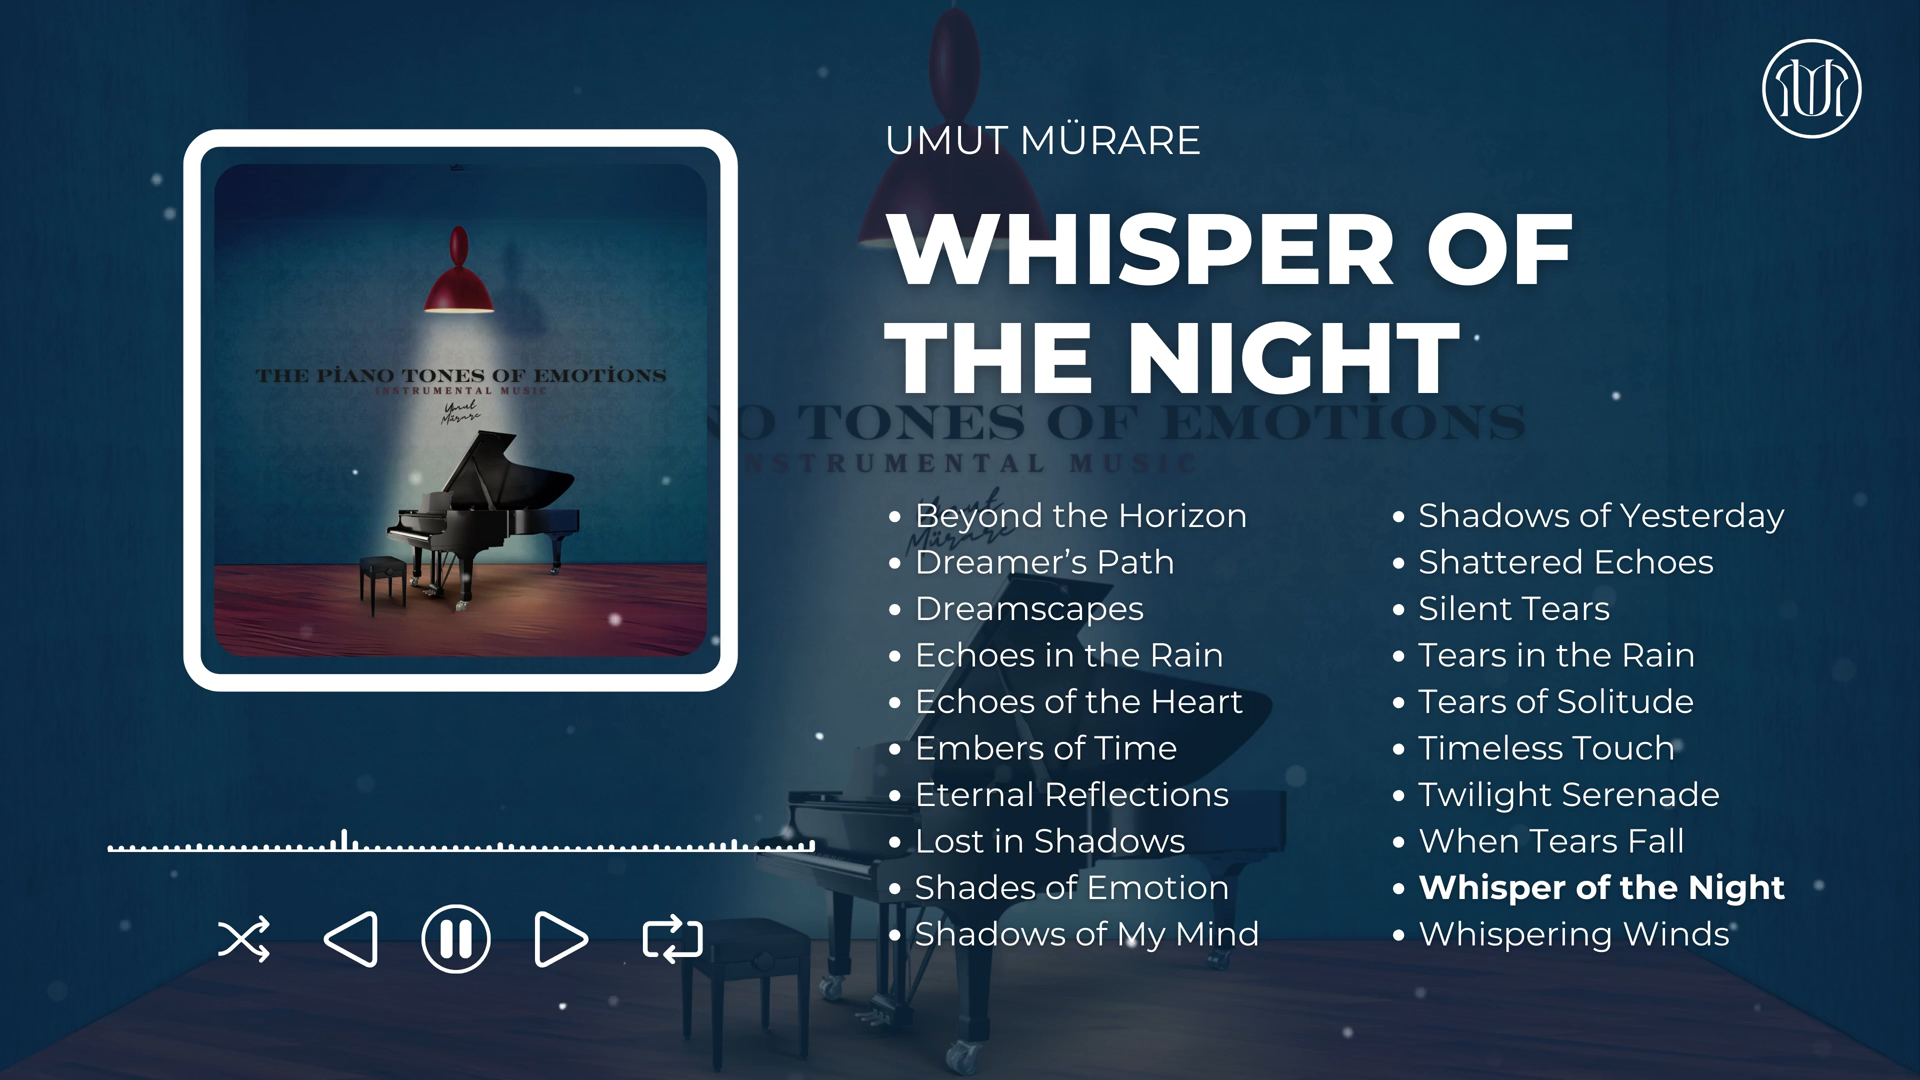 UMUT MÜRARE
WHISPER OF
THE NIGHT
THE PİANO TONES OF EMOTİONS
INSTRUMENTAL MUSIC
Umut
Mürare
O TONES OF EMOTİONS
NSTRUMENTAL MUSIC
Umut
Mürare
• Beyond the Horizon
• Dreamer’s Path
• Dreamscapes
• Echoes in the Rain
• Echoes of the Heart
• Embers of Time
• Eternal Reflections
• Lost in Shadows
• Shades of Emotion
• Shadows of My Mind
• Shadows of Yesterday
• Shattered Echoes
• Silent Tears
• Tears in the Rain
• Tears of Solitude
• Timeless Touch
• Twilight Serenade
• When Tears Fall
• Whisper of the Night
• Whispering Winds